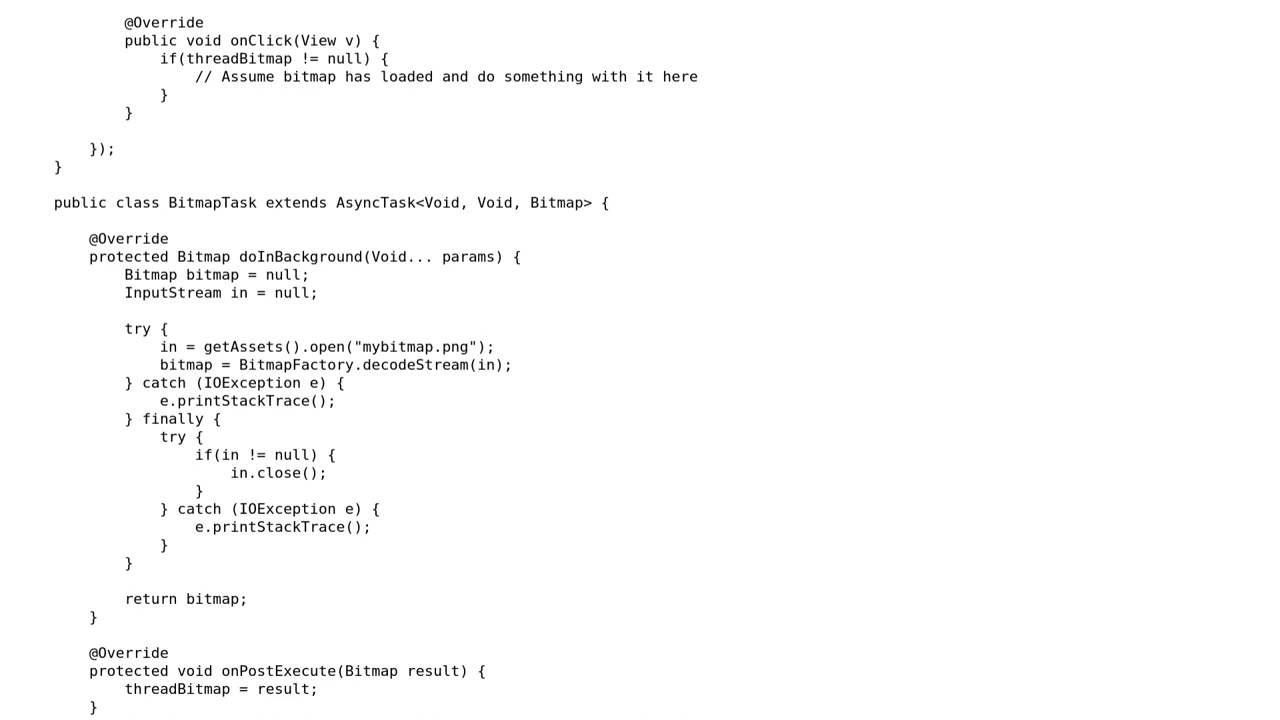 @Override
        public void onClick(View v) {
            if(threadBitmap != null) {
                // Assume bitmap has loaded and do something with it here
            }
        }

    });
}

public class BitmapTask extends AsyncTask<Void, Void, Bitmap> {

    @Override
    protected Bitmap doInBackground(Void... params) {
        Bitmap bitmap = null;
        InputStream in = null;

        try {
            in = getAssets().open("mybitmap.png");
            bitmap = BitmapFactory.decodeStream(in);
        } catch (IOException e) {
            e.printStackTrace();
        } finally {
            try {
                if(in != null) {
                    in.close();
                }
            } catch (IOException e) {
                e.printStackTrace();
            }
        }

        return bitmap;
    }

    @Override
    protected void onPostExecute(Bitmap result) {
        threadBitmap = result;
    }